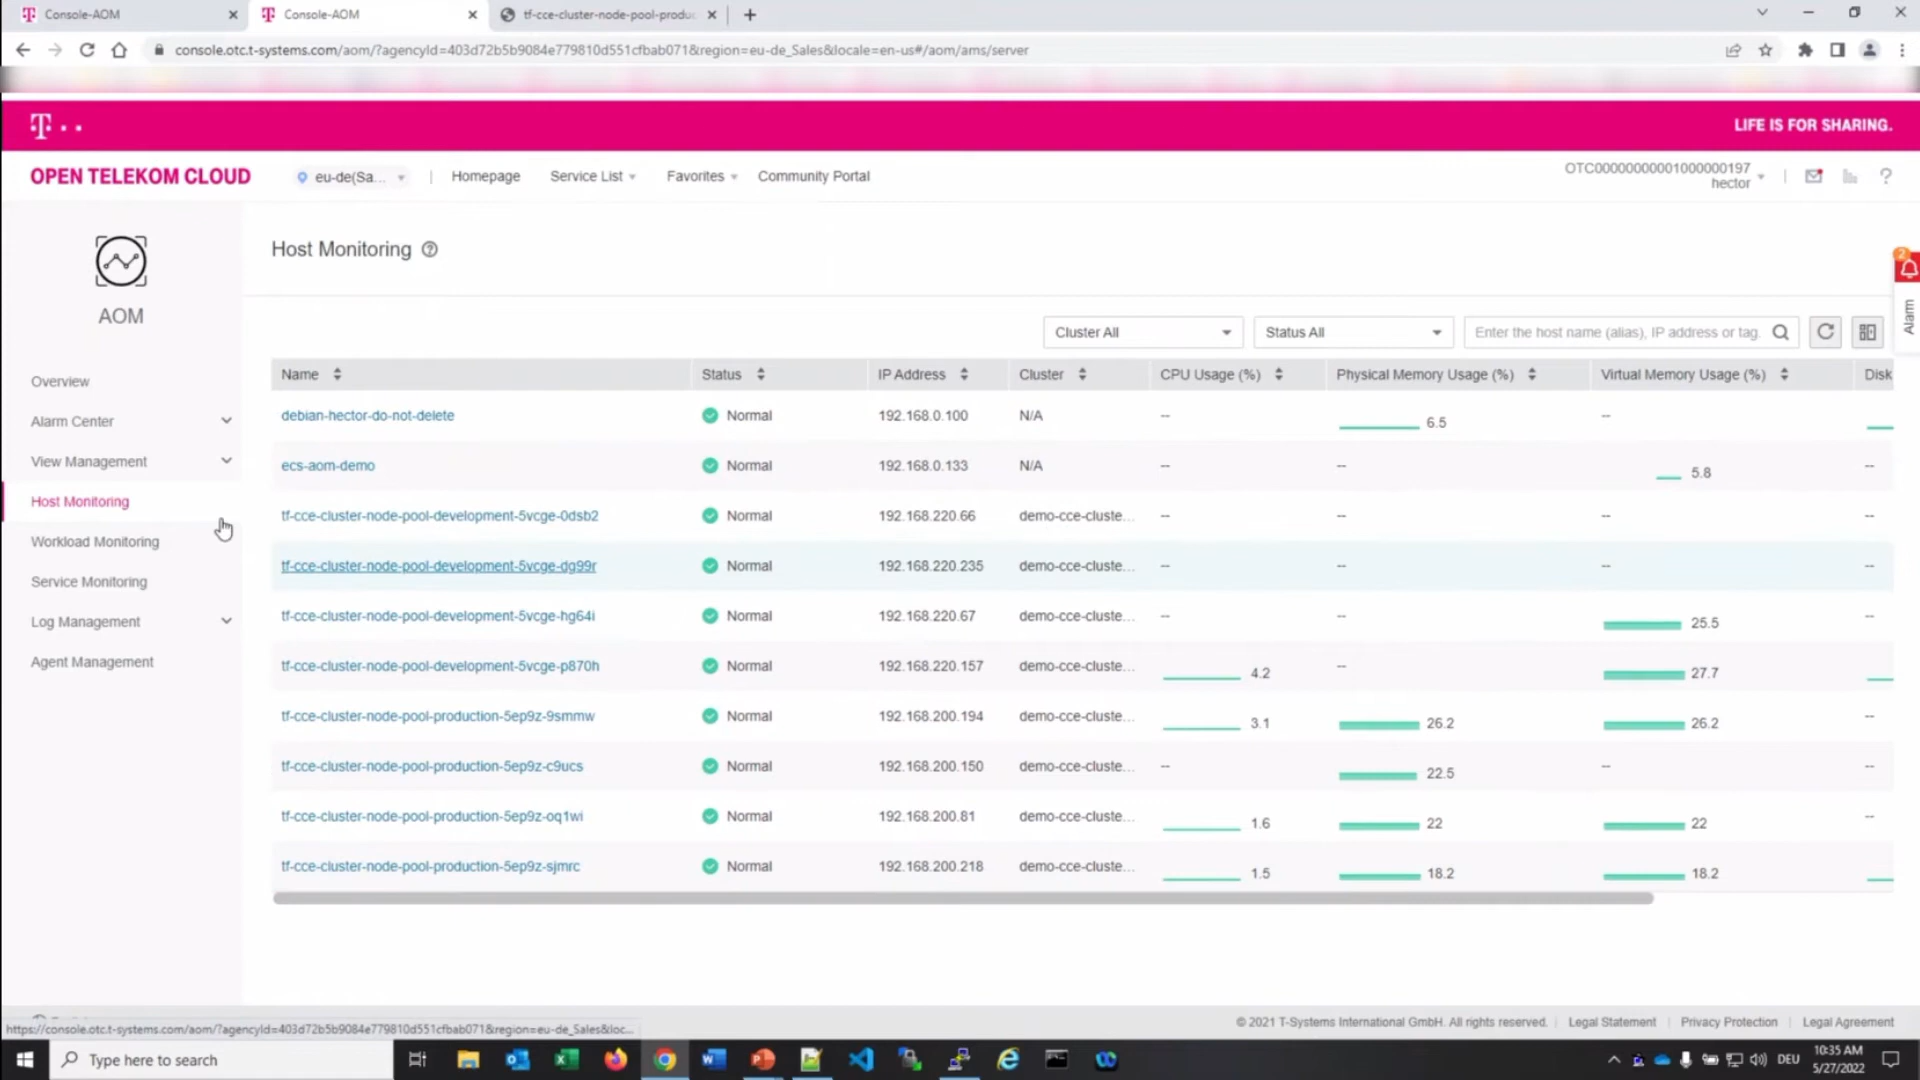 Console-AOM
Console-AOM
tf-cce-cluster-node-pool-produc
console.otc.t-systems.com/aom/?agencyId=403d72b5b9084e779810d551cfbab071&region=eu-de_Sales&locale=en-us#/aom/ams/server
T
LIFE IS FOR SHARING.
OPEN TELEKOM CLOUD
eu-de(Sa...
Homepage
Service List
Favorites
Community Portal
OTC00000000001000000197
hector
AOM
Overview
Alarm Center
View Management
Host Monitoring
Workload Monitoring
Service Monitoring
Log Management
Agent Management
Host Monitoring
2
Alarm
Cluster All
Status All
Enter the host name (alias), IP address or tag.
Name Status IP Address Cluster CPU Usage (%) Physical Memory Usage (%) Virtual Memory Usage (%) Disk
debian-hector-do-not-delete Normal 192.168.0.100 N/A -- 6.5 --
ecs-aom-demo Normal 192.168.0.133 N/A -- -- 5.8 --
tf-cce-cluster-node-pool-development-5vcge-0dsb2 Normal 192.168.220.66 demo-cce-cluste... -- -- -- --
tf-cce-cluster-node-pool-development-5vcge-dg99r Normal 192.168.220.235 demo-cce-cluste... -- -- -- --
tf-cce-cluster-node-pool-development-5vcge-hg64i Normal 192.168.220.67 demo-cce-cluste... -- -- 25.5 --
tf-cce-cluster-node-pool-development-5vcge-p870h Normal 192.168.220.157 demo-cce-cluste... 4.2 -- 27.7
tf-cce-cluster-node-pool-production-5ep9z-9smmw Normal 192.168.200.194 demo-cce-cluste... 3.1 26.2 26.2 --
tf-cce-cluster-node-pool-production-5ep9z-c9ucs Normal 192.168.200.150 demo-cce-cluste... -- 22.5 -- --
tf-cce-cluster-node-pool-production-5ep9z-oq1wi Normal 192.168.200.81 demo-cce-cluste... 1.6 22 22 --
tf-cce-cluster-node-pool-production-5ep9z-sjmrc Normal 192.168.200.218 demo-cce-cluste... 1.5 18.2 18.2
https://console.otc.t-systems.com/aom/?agencyId=403d72b5b9084e779810d551cfbab071&region=eu-de_Sales&loc...
© 2021 T-Systems International GmbH. All rights reserved. | Legal Statement | Privacy Protection | Legal Agreement
Type here to search
DEU
10:35 AM
5/27/2022